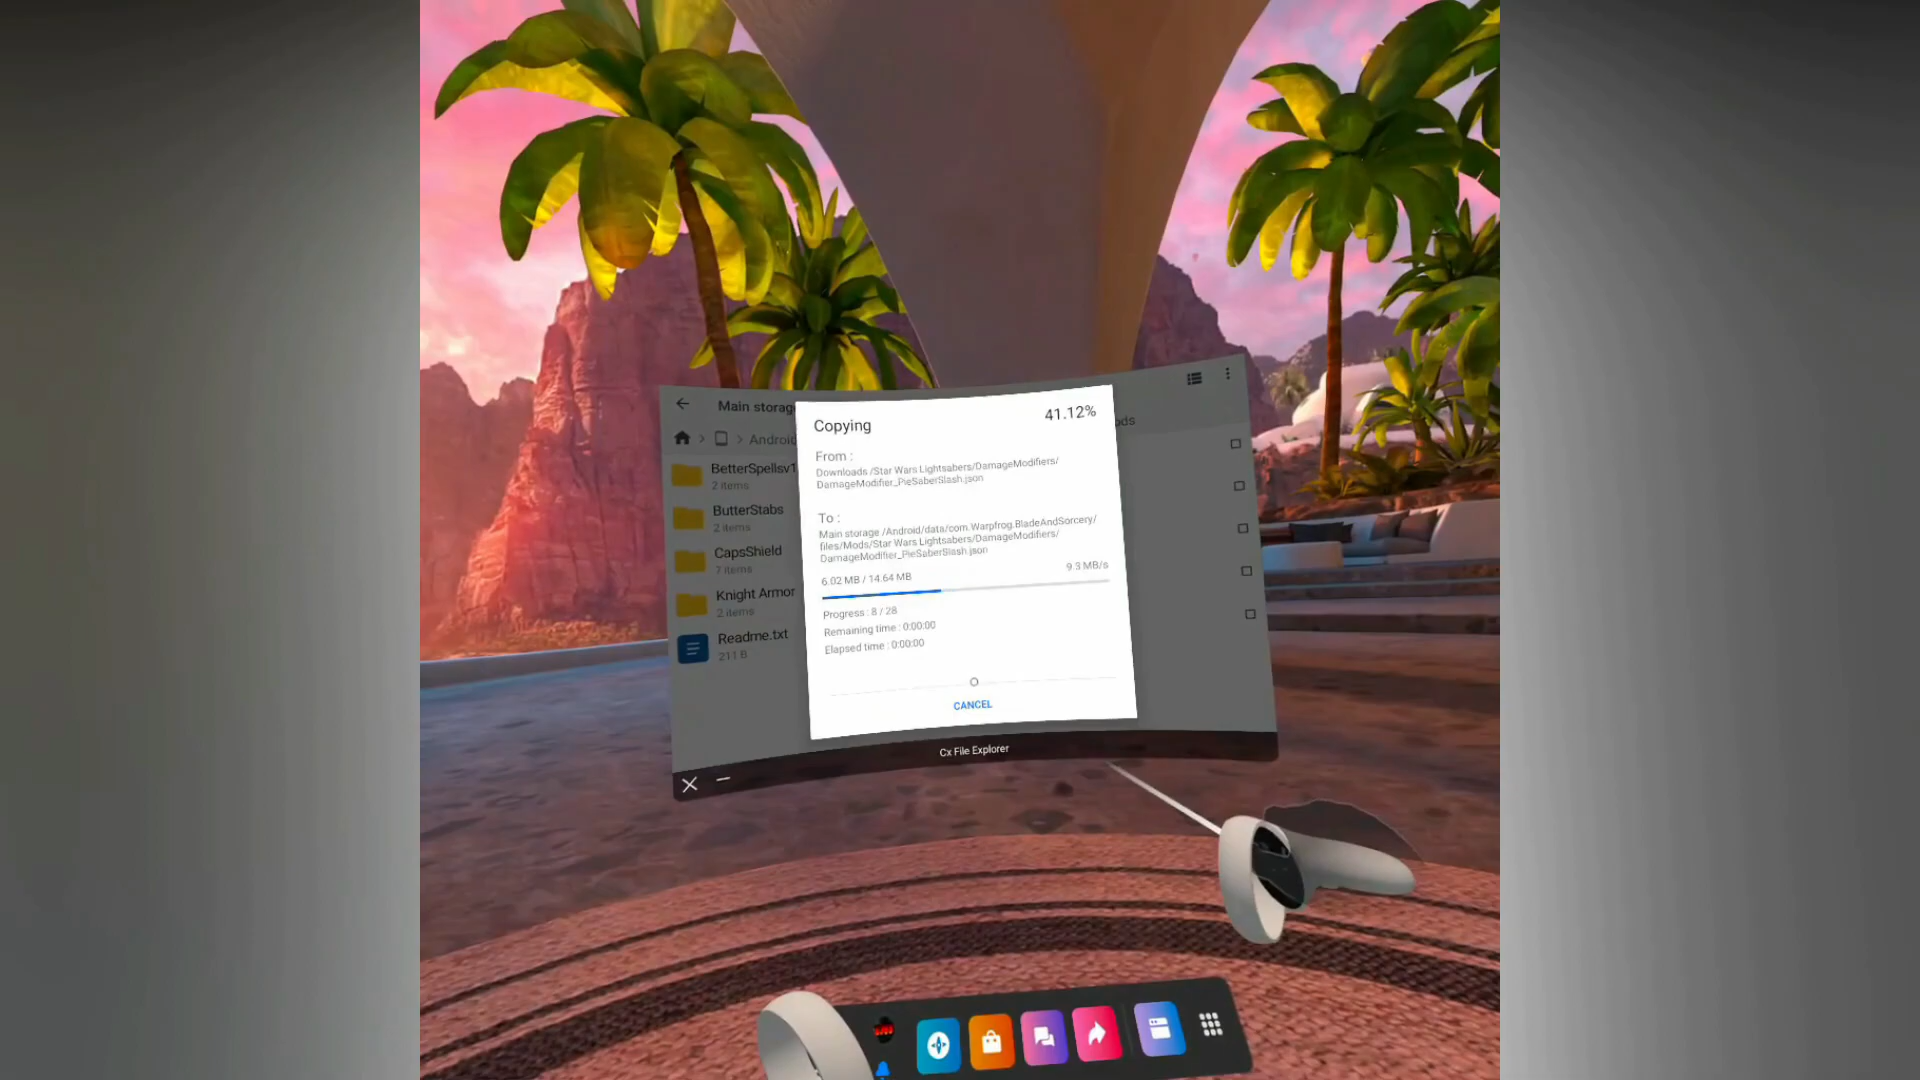 Main storag
Android
ods
BetterSpellsv1
2 items
ButterStabs
2 items
CapsShield
7 items
Knight Armor
2 items
Readme.txt
211 B
Copying
41.12%
From :
Downloads /Star Wars Lightsabers/DamageModifiers/
DamageModifier_PieSaberSlash.json
To :
Main storage /Android/data/com.Warpfrog.BladeAndSorcery/
files/Mods/Star Wars Lightsabers/DamageModifiers/
DamageModifier_PieSaberSlash.json
6.02 MB / 14.64 MB
9.3 MB/s
Progress : 8 / 28
Remaining time : 0:00:00
Elapsed time : 0:00:00
CANCEL
Cx File Explorer